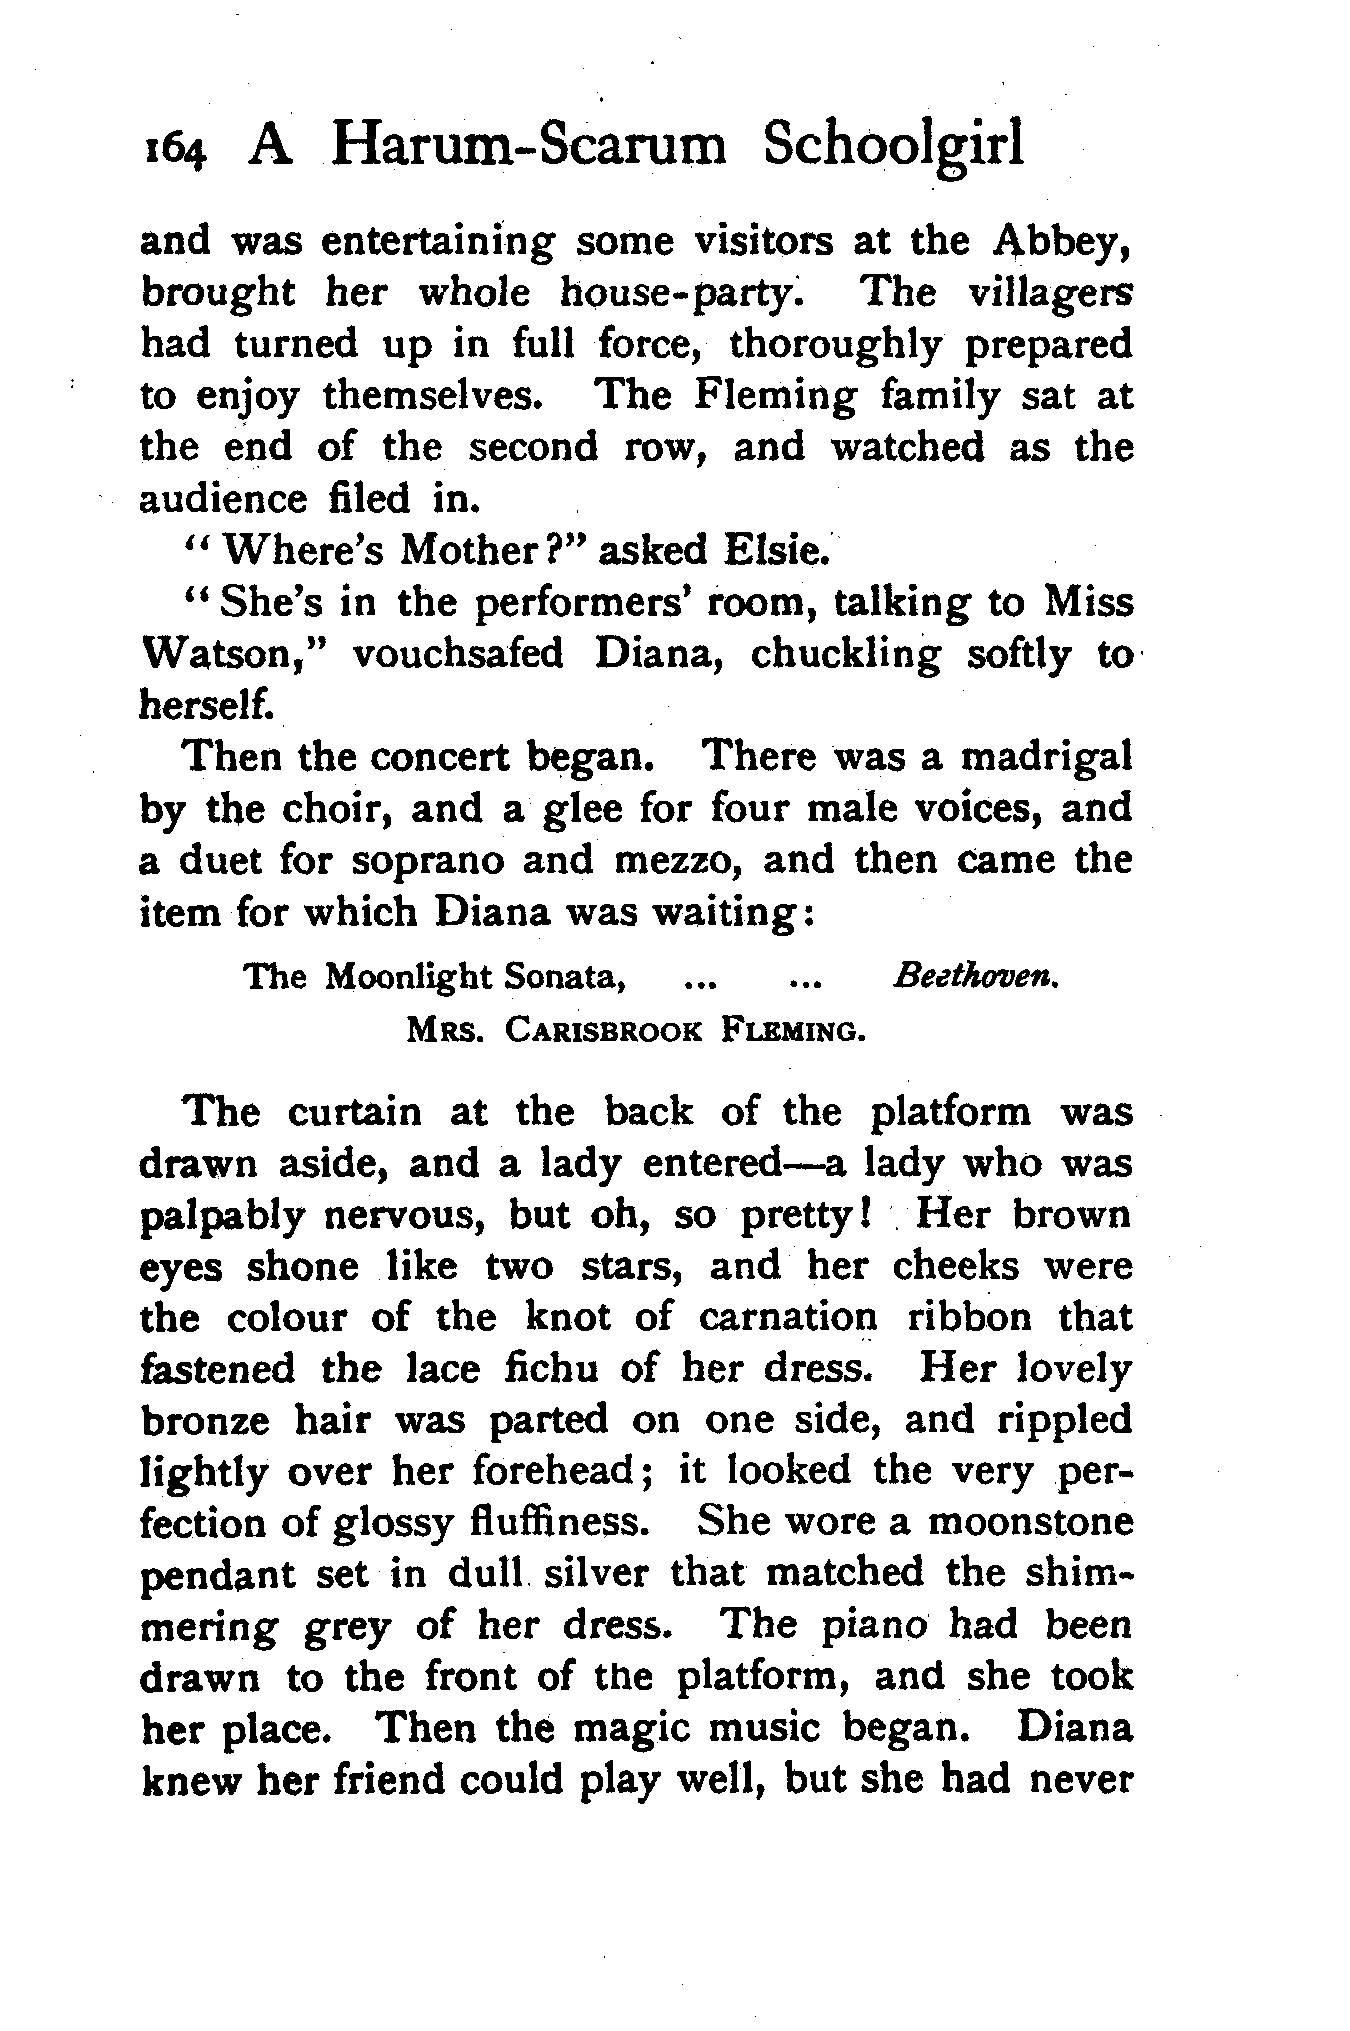 164 A Harum-Scarum Schoolgirl
and was entertaining some visitors at the Abbey,
brought her whole house-party. The villagers
had turned up in full force, thoroughly prepared
to enjoy themselves. The Fleming family sat at
the end of the second row, and watched as the
audience filed in.
“Where's Mother?” asked Elsie.
“She's in the performers' room, talking to Miss
Watson,” vouchsafed Diana, chuckling softly to
herself.
Then the concert began. There was a madrigal
by the choir, and a glee for four male voices, and
a duet for soprano and mezzo, and then came the
item for which Diana was waiting:
The Moonlight Sonata, ... ... Beethoven.
MRS. CARISBROOK FLEMING.
The curtain at the back of the platform was
drawn aside, and a lady entered—a lady who was
palpably nervous, but oh, so pretty! Her brown
eyes shone like two stars, and her cheeks were
the colour of the knot of carnation ribbon that
fastened the lace fichu of her dress. Her lovely
bronze hair was parted on one side, and rippled
lightly over her forehead; it looked the very per-
fection of glossy fluffiness. She wore a moonstone
pendant set in dull silver that matched the shim-
mering grey of her dress. The piano had been
drawn to the front of the platform, and she took
her place. Then the magic music began. Diana
knew her friend could play well, but she had never